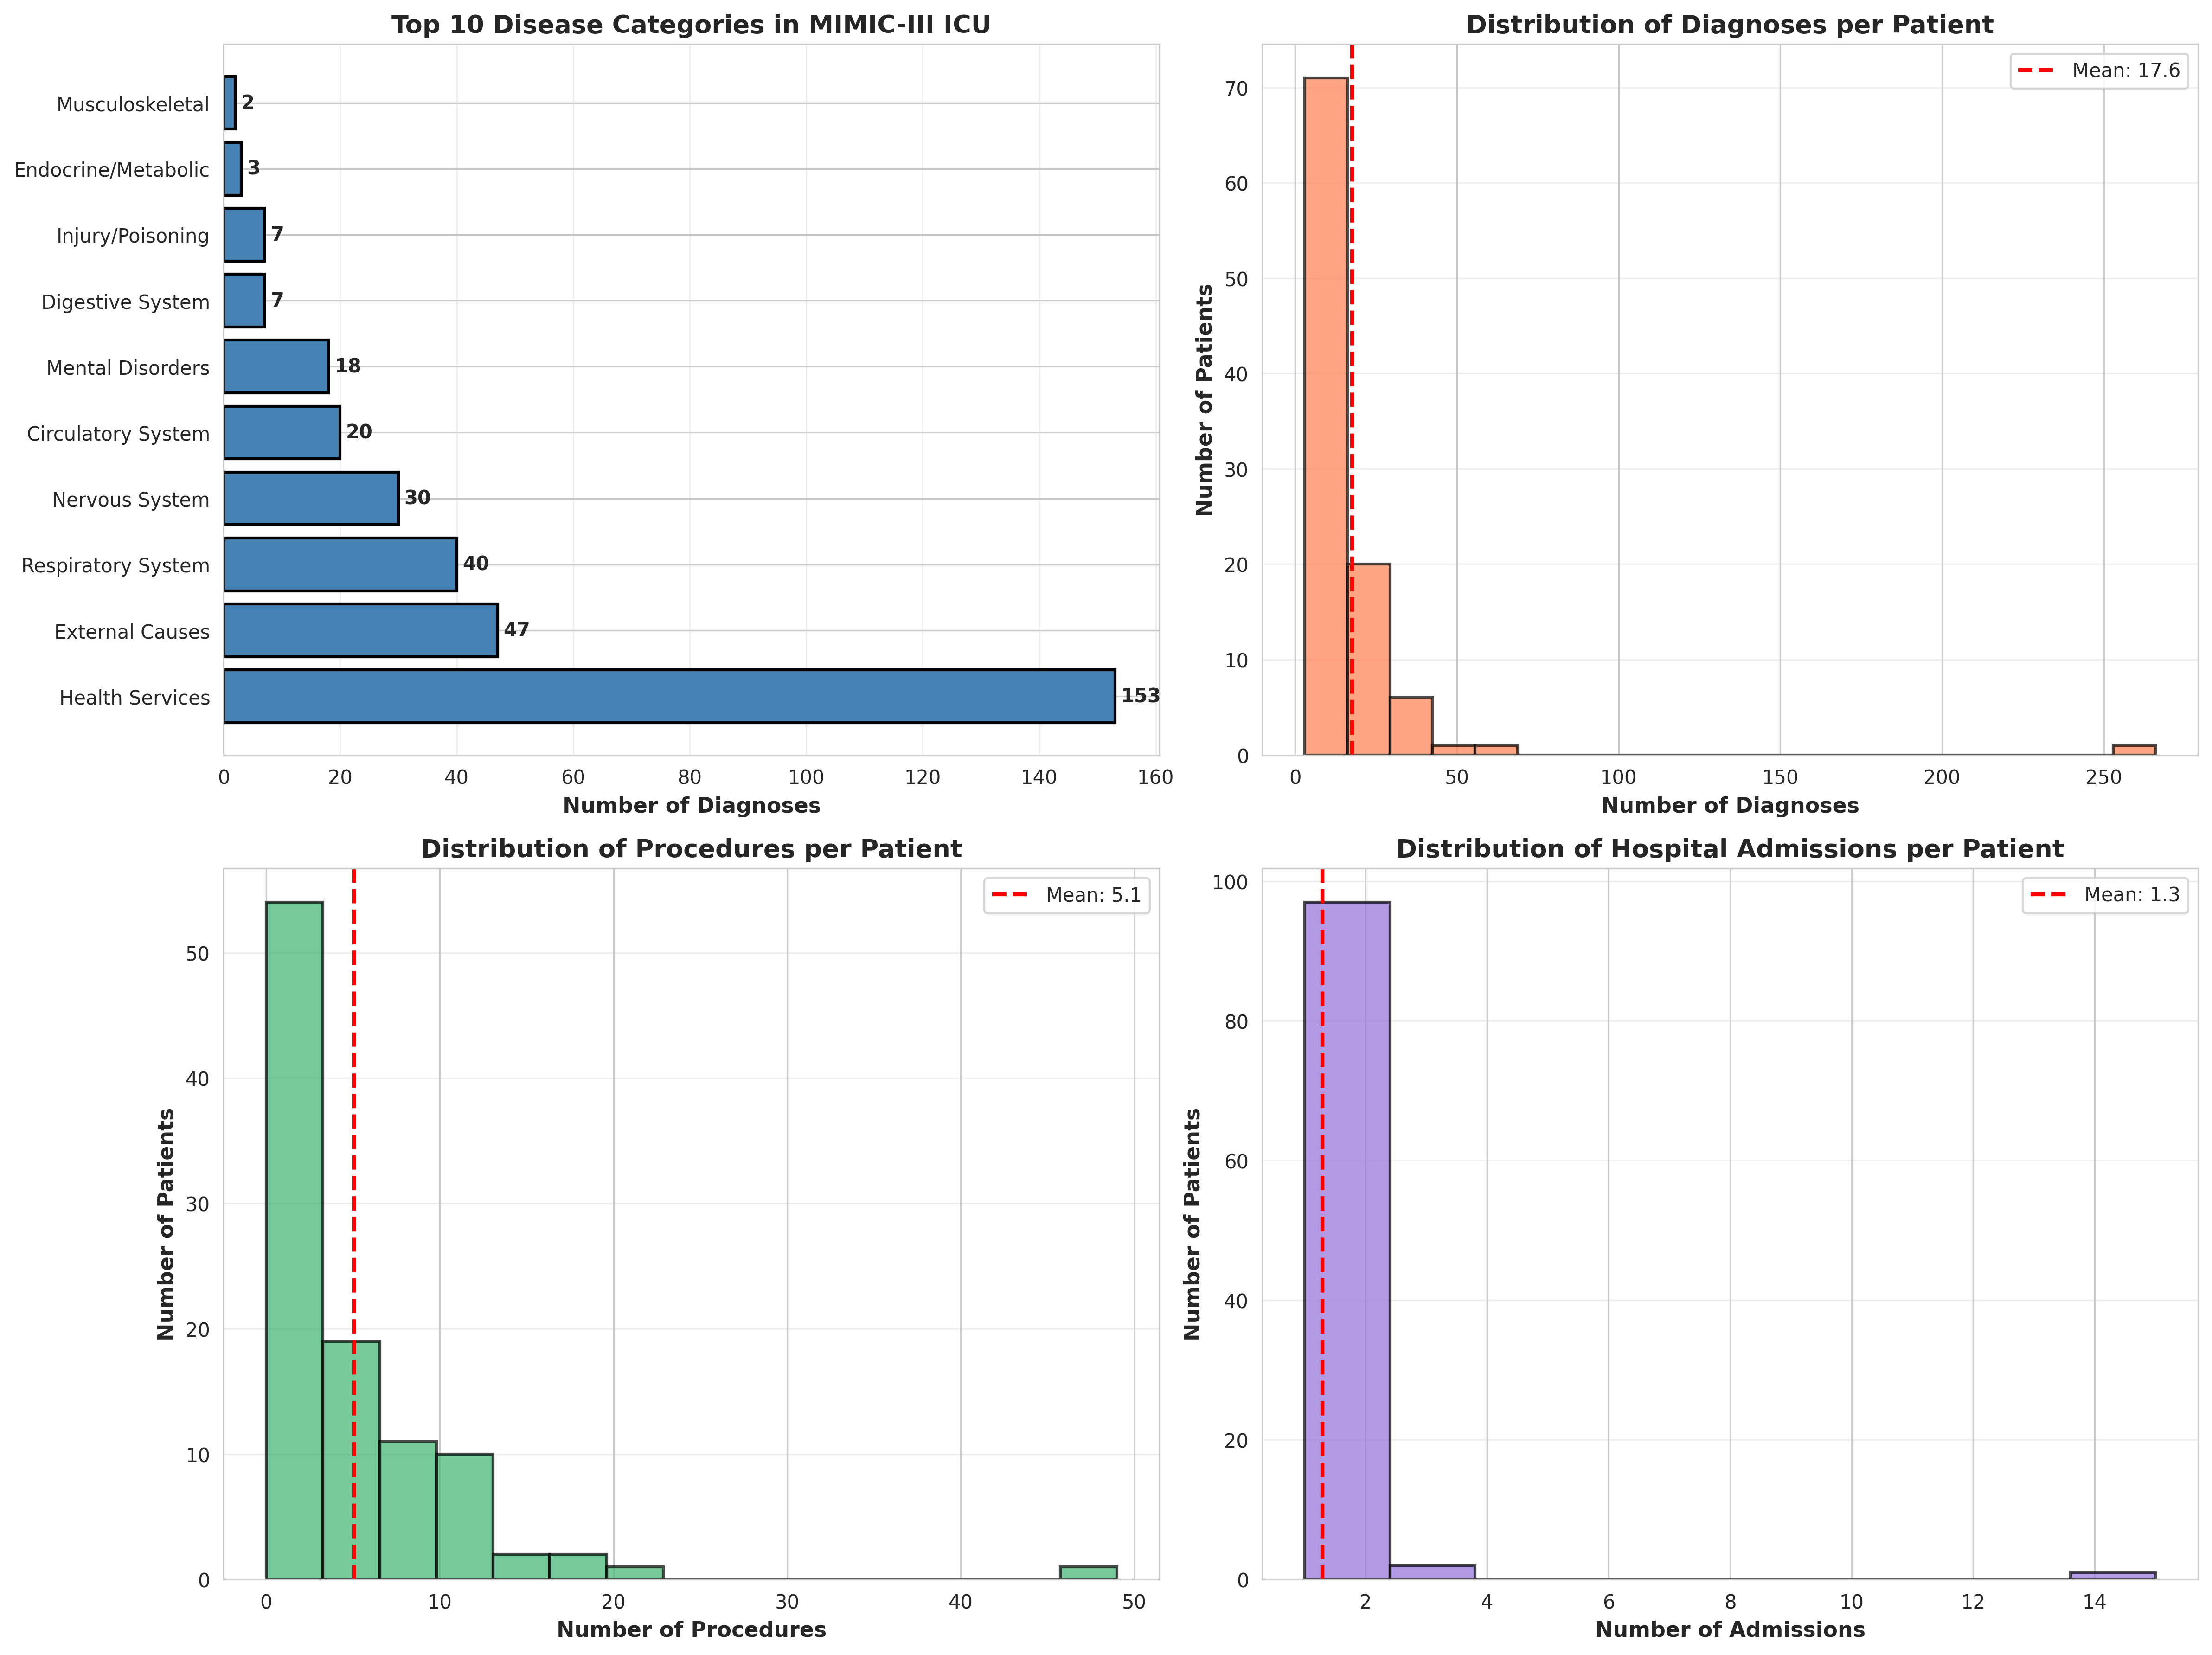 Top 10 Disease Categories in MIMIC-III ICU
Musculoskeletal
2
Endocrine/Metabolic
3
Injury/Poisoning
7
Digestive System
7
Mental Disorders
18
Circulatory System
20
Nervous System
30
Respiratory System
40
External Causes
47
Health Services
153
0 20 40 60 80 100 120 140 160
Number of Diagnoses
Distribution of Diagnoses per Patient
Mean: 17.6
Number of Patients
70
60
50
40
30
20
10
0
0 50 100 150 200 250
Number of Diagnoses
Distribution of Procedures per Patient
Mean: 5.1
Number of Patients
50
40
30
20
10
0
0 10 20 30 40 50
Number of Procedures
Distribution of Hospital Admissions per Patient
Mean: 1.3
Number of Patients
100
80
60
40
20
0
2 4 6 8 10 12 14
Number of Admissions